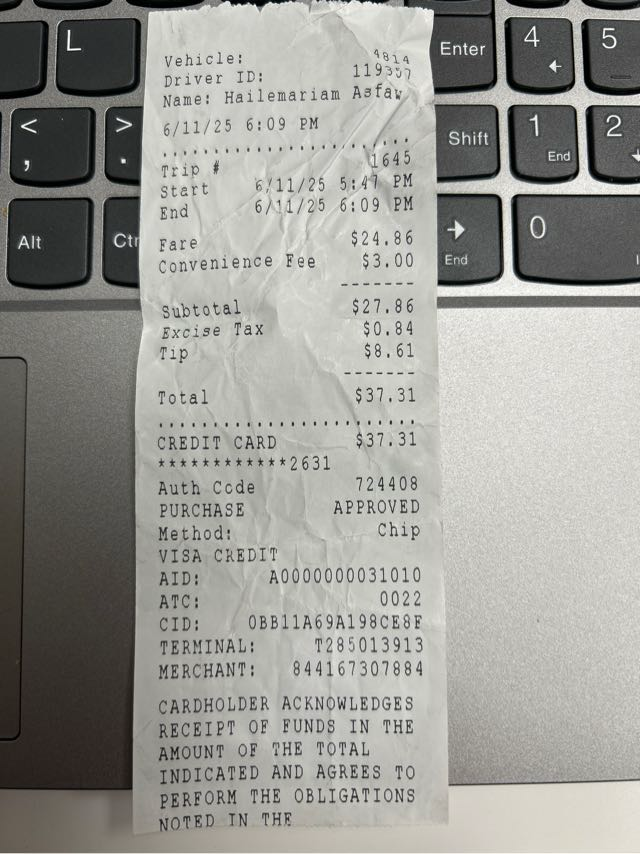 Vehicle: 4814
Driver ID: 119357
Name: Hailemariam Asfaw
6/11/25 6:09 PM
Trip # 1645
Start 6/11/25 5:47 PM
End 6/11/25 6:09 PM
Fare $24.86
Convenience Fee $3.00
Subtotal $27.86
Excise Tax $0.84
Tip $8.61
Total $37.31
CREDIT CARD $37.31
************2631
Auth Code 724408
PURCHASE APPROVED
Method: Chip
VISA CREDIT
AID: A0000000031010
ATC: 0022
CID: 0BB11A69A198CE8F
TERMINAL: T285013913
MERCHANT: 844167307884
CARDHOLDER ACKNOWLEDGES
RECEIPT OF FUNDS IN THE
AMOUNT OF THE TOTAL
INDICATED AND AGREES TO
PERFORM THE OBLIGATIONS
NOTED IN THE
L
< ,
> .
Alt
Ctr
Enter
Shift
End
4
5
1
End
2
0